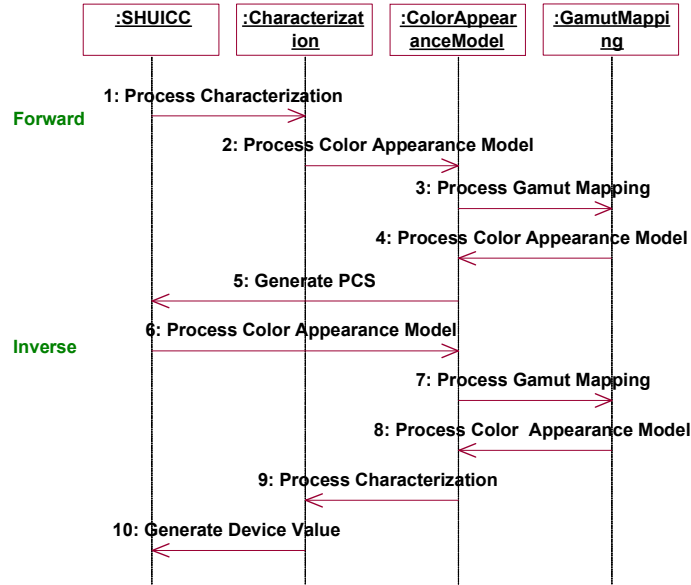 :SHUICC
:Characterizat
ion
:ColorAppear
anceModel
:GamutMappi
ng
1: Process Characterization
Forward
2: Process Color Appearance Model
3: Process Gamut Mapping
4: Process Color Appearance Model
5: Generate PCS
6: Process Color Appearance Model
Inverse
7: Process Gamut Mapping
8: Process Color  Appearance Model
9: Process Characterization
10: Generate Device Value